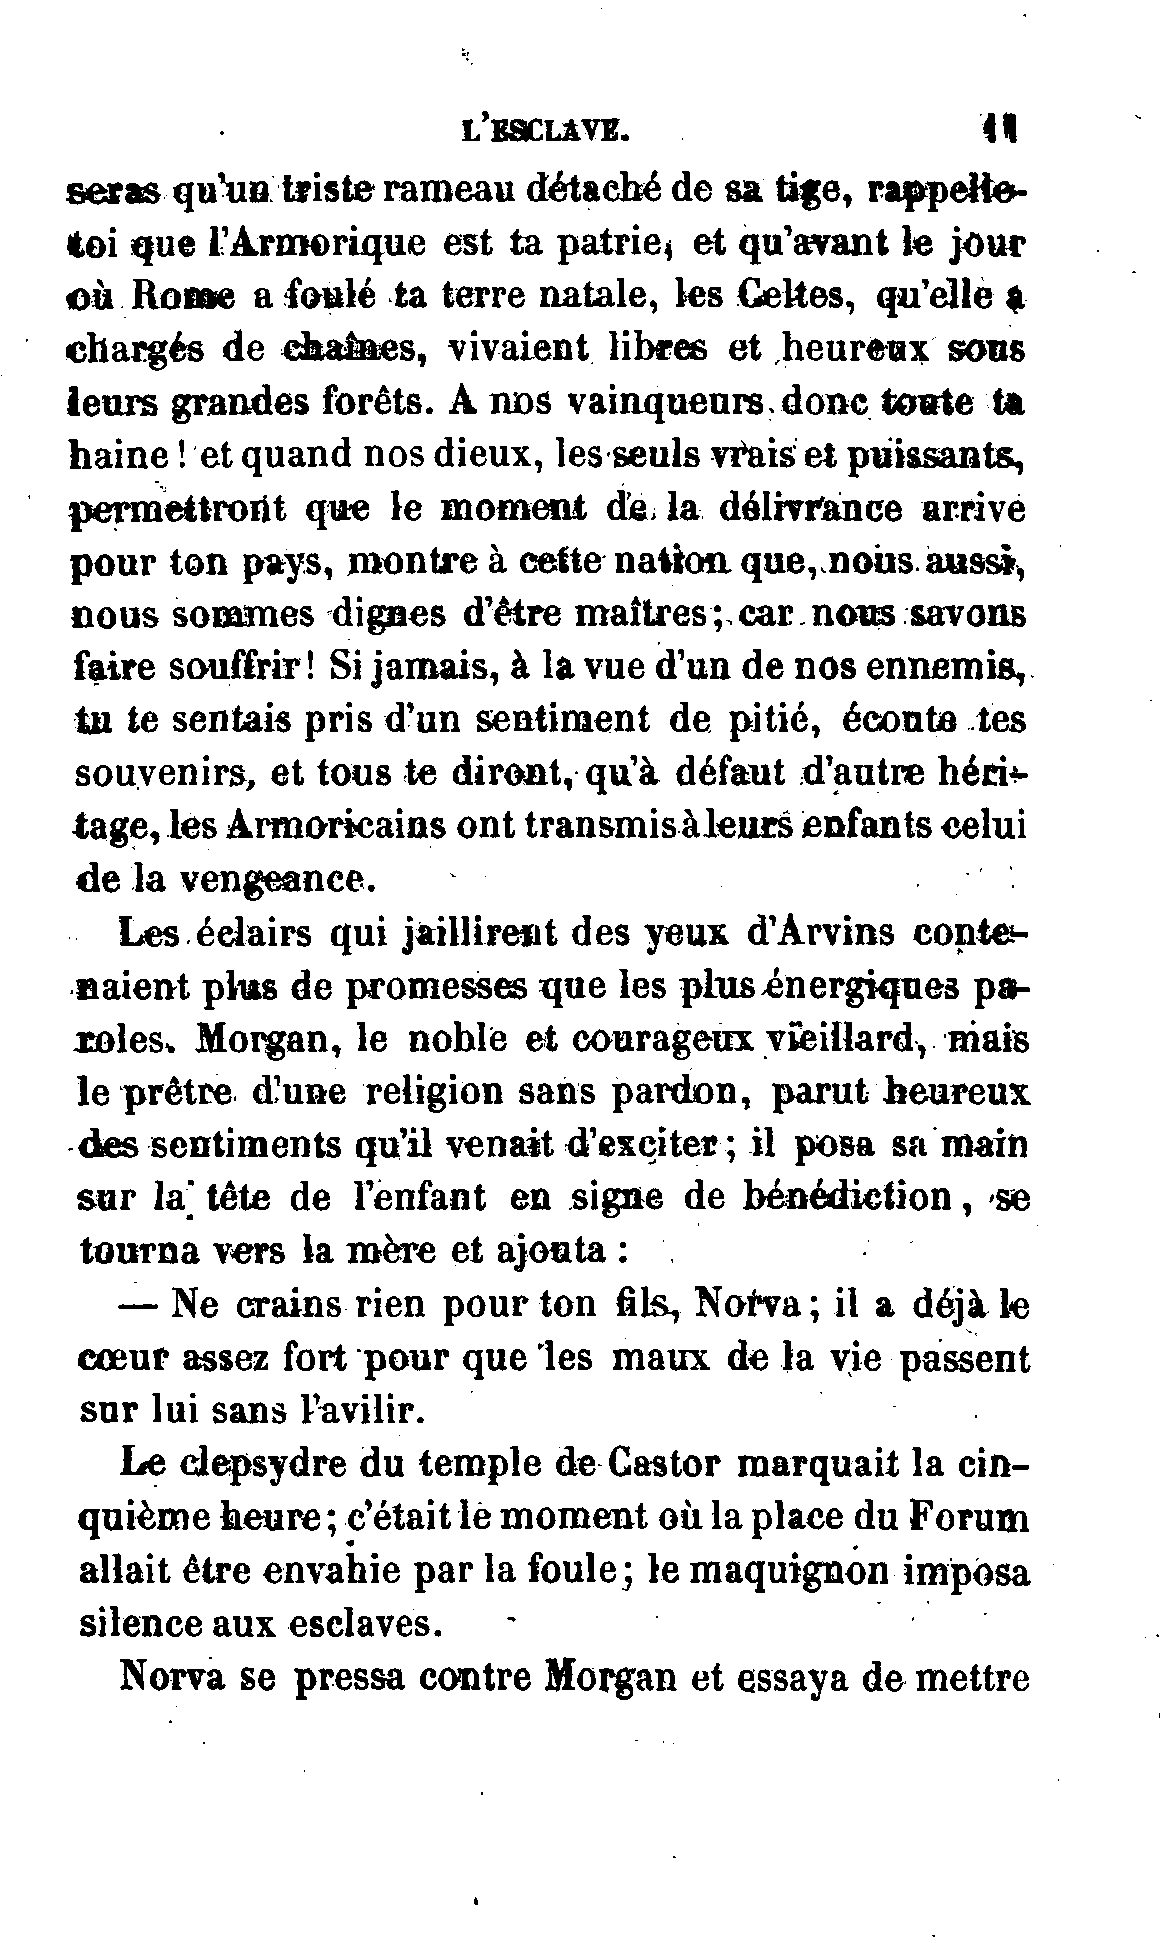 L'ESCLAVE. 11
seras qu'un triste rameau détaché de sa tige, rappelle-
toi que l'Armorique est ta patrie, et qu'avant le jour
où Rome a foulé ta terre natale, les Celtes, qu'elle a
chargés de chaînes, vivaient libres et heureux sous
leurs grandes forêts. A nos vainqueurs donc toute ta
haine ! et quand nos dieux, les seuls vrais et puissants,
permettront que le moment de la délivrance arrive
pour ton pays, montre à cette nation que, nous aussi,
nous sommes dignes d'être maîtres ; car nous savons
faire souffrir ! Si jamais, à la vue d'un de nos ennemis,
tu te sentais pris d'un sentiment de pitié, écoute tes
souvenirs, et tous te diront, qu'à défaut d'autre héri-
tage, les Armoricains ont transmis à leurs enfants celui
de la vengeance.
Les éclairs qui jaillirent des yeux d'Arvins conte-
naient plus de promesses que les plus énergiques pa-
roles. Morgan, le noble et courageux vieillard, mais
le prêtre d'une religion sans pardon, parut heureux
des sentiments qu'il venait d'exciter ; il posa sa main
sur la tête de l'enfant en signe de bénédiction, se
tourna vers la mère et ajouta :
— Ne crains rien pour ton fils, Norva ; il a déjà le
cœur assez fort pour que les maux de la vie passent
sur lui sans l'avilir.
Le clepsydre du temple de Castor marquait la cin-
quième heure ; c'était le moment où la place du Forum
allait être envahie par la foule ; le maquignon imposa
silence aux esclaves.
Norva se pressa contre Morgan et essaya de mettre